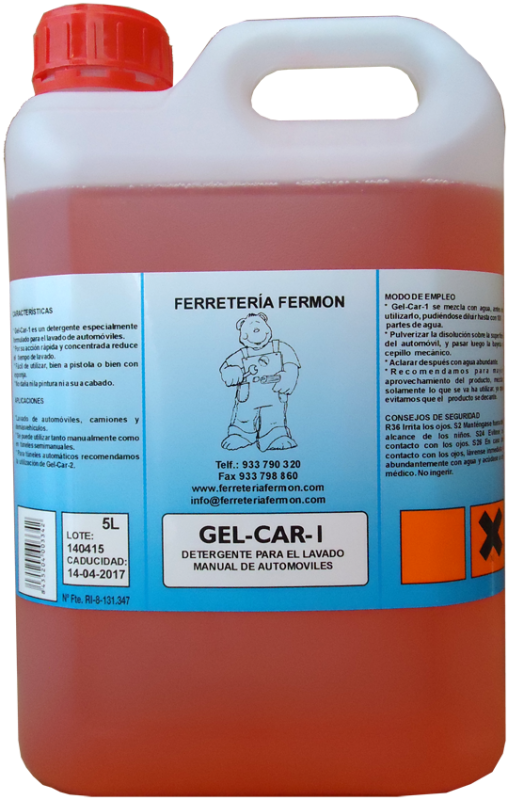 CARACTERÍSTICAS
*Gel-Car-1 es un detergente especialmente
formulado para el lavado de automóviles.
*Por su acción rápida y concentrada reduce
el tiempo de lavado.
*Fácil de utilizar, bien a pistola o bien con
esponja.
*No daña ni la pintura ni a su acabado.
APLICACIONES
*Lavado de automóviles, camiones y
demás vehículos.
*Se puede utilizar tanto manualmente como
en túneles semimanuales.
*Para túneles automáticos recomendamos
la utilización de Gel-Car-2.
5L
LOTE:
140415
CADUCIDAD:
14-04-2017
Nº Fte. RI-8-131.347
FERRETERÍA FERMON
Telf.: 933 790 320
Fax 933 798 860
www.ferreteriafermon.com
info@ferreteriafermon.com
GEL-CAR-1
DETERGENTE PARA EL LAVADO
MANUAL DE AUTOMOVILES
MODO DE EMPLEO
* Gel-Car-1 se mezcla con agua,
utilizarlo, pudiéndose diluir hasta con
partes de agua.
* Pulverizar la disolución sobre la
del automóvil, y pasar luego la
cepillo mecánico.
* Aclarar después con agua abundante.
* Recomendamos para
aprovechamiento del producto,
solamente lo que se va ha utilizar,
evitamos que el producto se
CONSEJOS DE SEGURIDAD
R36 Irrita los ojos. S2 Manténgase
alcance de los niños. S24
contacto con los ojos. S26 En
contacto con los ojos, lávense
abundantemente con agua y
médico. No ingerir.